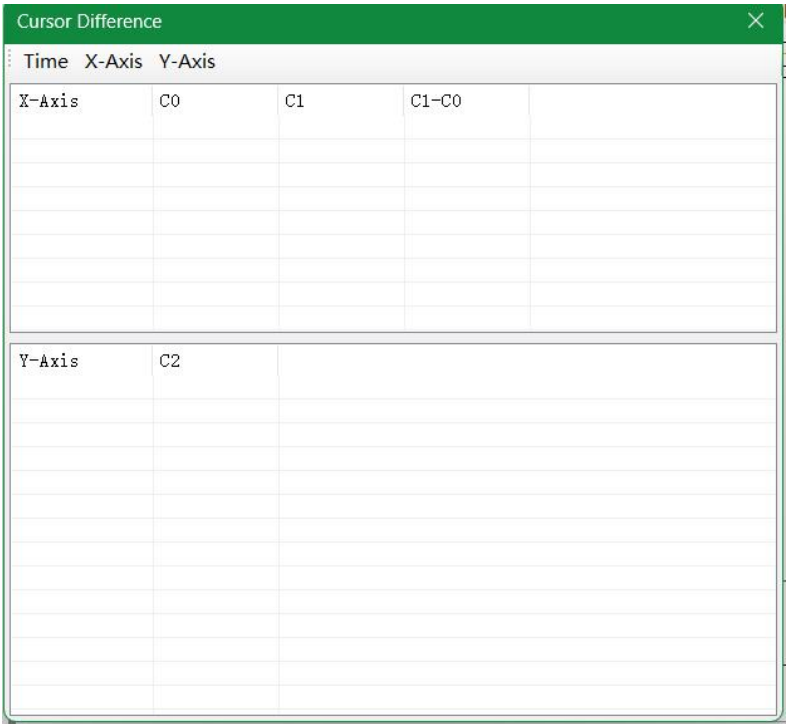 Cursor Difference
Time X-Axis Y-Axis
X-Axis C0 C1 C1-C0
Y-Axis C2